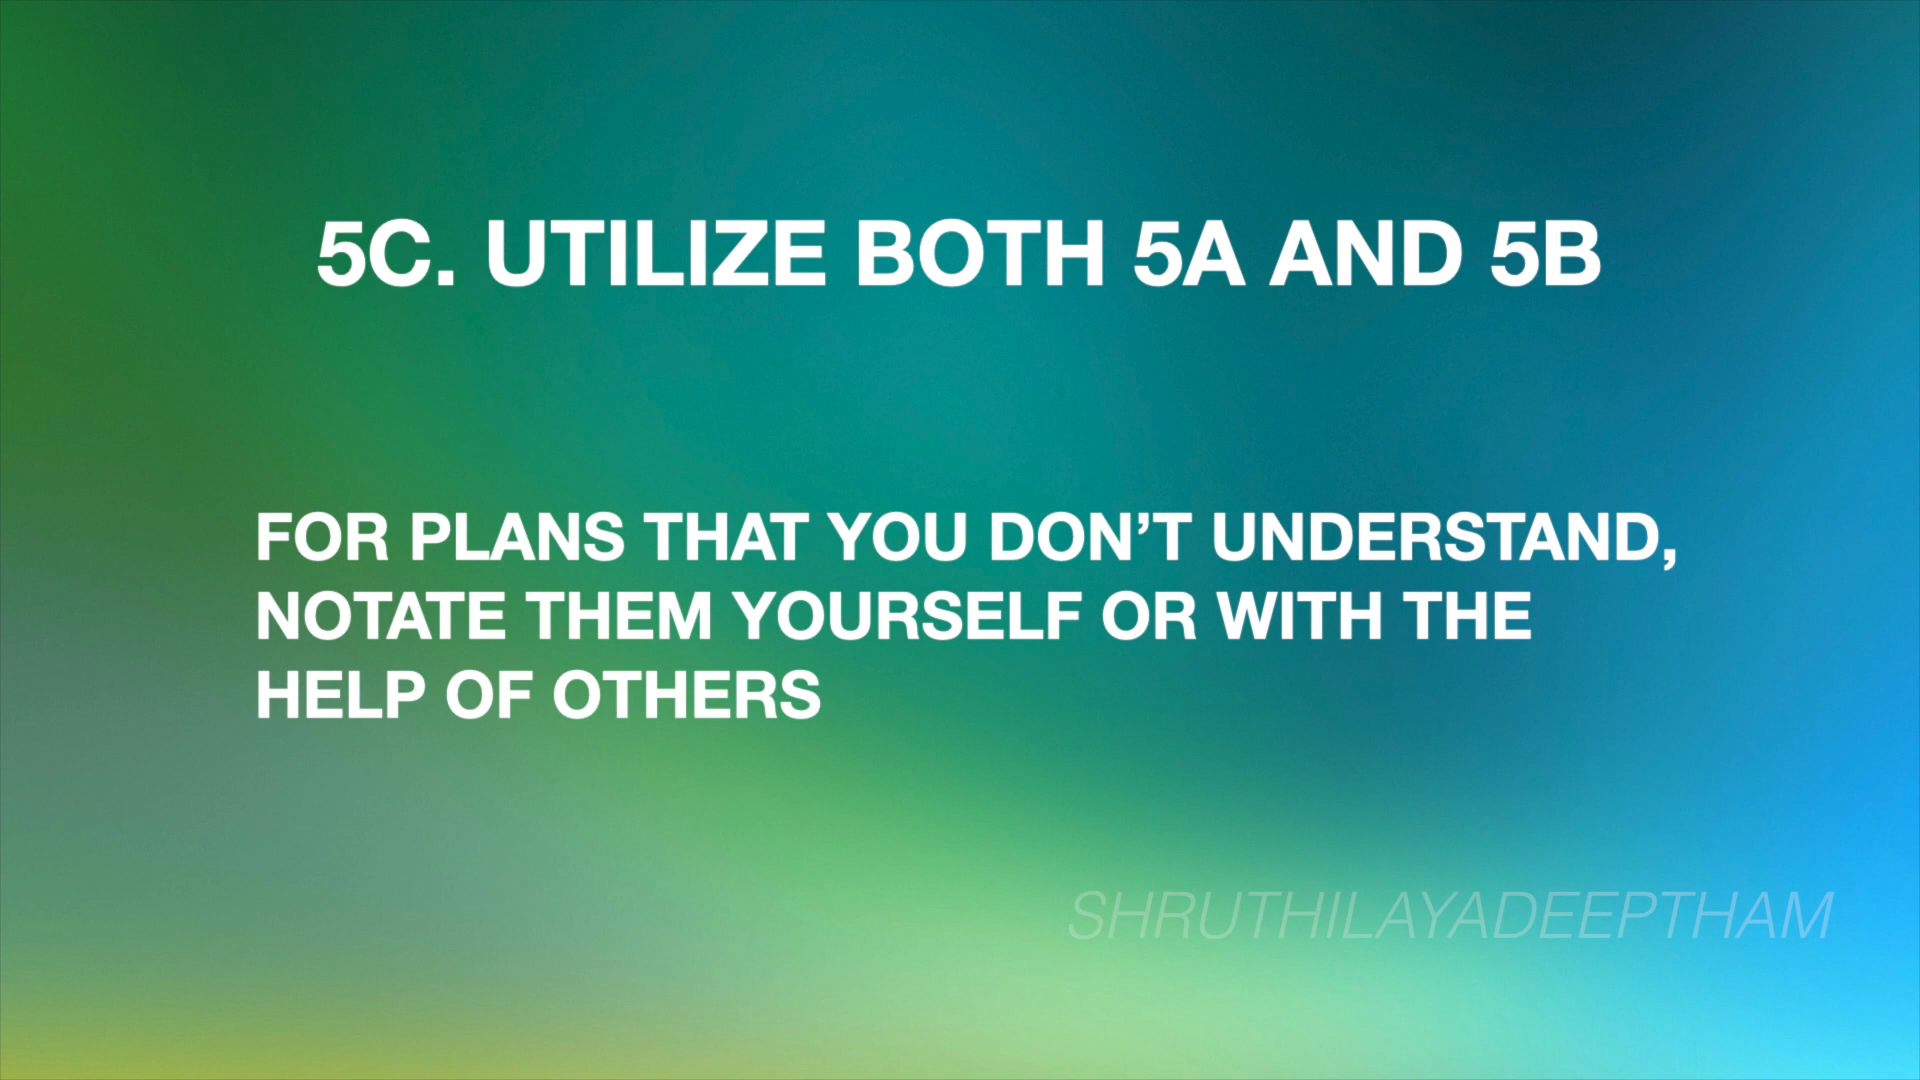 5C. UTILIZE BOTH 5A AND 5B
FOR PLANS THAT YOU DON’T UNDERSTAND,
NOTATE THEM YOURSELF OR WITH THE
HELP OF OTHERS
SHRUTHILAYADEEPTHAM